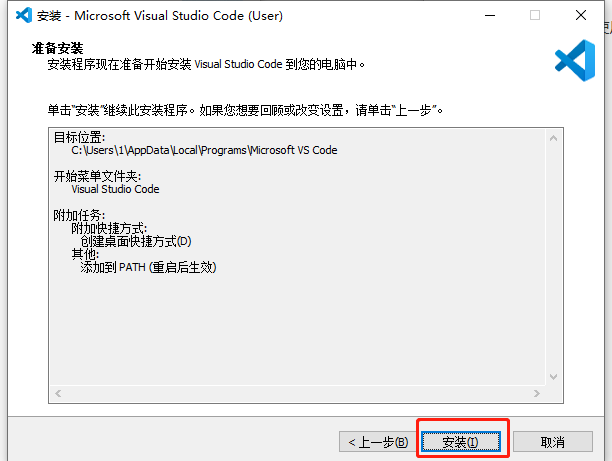 安装 - Microsoft Visual Studio Code (User)
准备安装
安装程序现在准备开始安装 Visual Studio Code 到您的电脑中。
单击“安装”继续此安装程序。如果您想要回顾或改变设置，请单击“上一步”。
目标位置:
C:\Users\1\AppData\Local\Programs\Microsoft VS Code
开始菜单文件夹:
Visual Studio Code
附加任务:
附加快捷方式:
创建桌面快捷方式(D)
其他:
添加到 PATH (重启后生效)
< 上一步(B)
安装(I)
取消